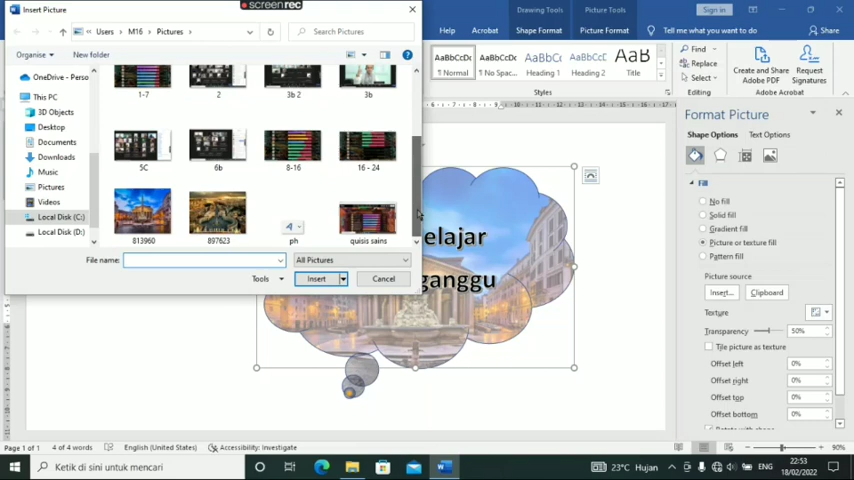 screenrec
Insert Picture
Drawing Tools
Picture Tools
Sign in
Users
M16
Pictures
Search Pictures
Help
Acrobat
Shape Format
Picture Format
Tell me what you want to do
Share
Organise
New folder
AaBbCcDc
AaBbCcDc
AaBbCc
AaBbCcC
AaB
1 Normal
1 No Spac...
Heading 1
Heading 2
Title
Find
Replace
Select
Create and Share
Adobe PDF
Request
Signatures
Styles
Editing
Adobe Acrobat
OneDrive - Perso
This PC
3D Objects
Desktop
Documents
Downloads
Music
Pictures
Videos
Local Disk (C:)
Local Disk (D:)
1-7
2
3b 2
3b
5C
6b
8-16
16 - 24
813960
897623
ph
quisis sains
File name:
All Pictures
Tools
Insert
Cancel
elajar
ganggu
Format Picture
Shape Options
Text Options
Fill
No fill
Solid fill
Gradient fill
Picture or texture fill
Pattern fill
Picture source
Insert...
Clipboard
Texture
Transparency
50%
Tile picture as texture
Offset left
0%
Offset right
0%
Offset top
0%
Offset bottom
0%
Rotate with shape
Page 1 of 1
4 of 4 words
English (United States)
Accessibility: Investigate
90%
Ketik di sini untuk mencari
23°C Hujan
ENG
22:53
18/02/2022